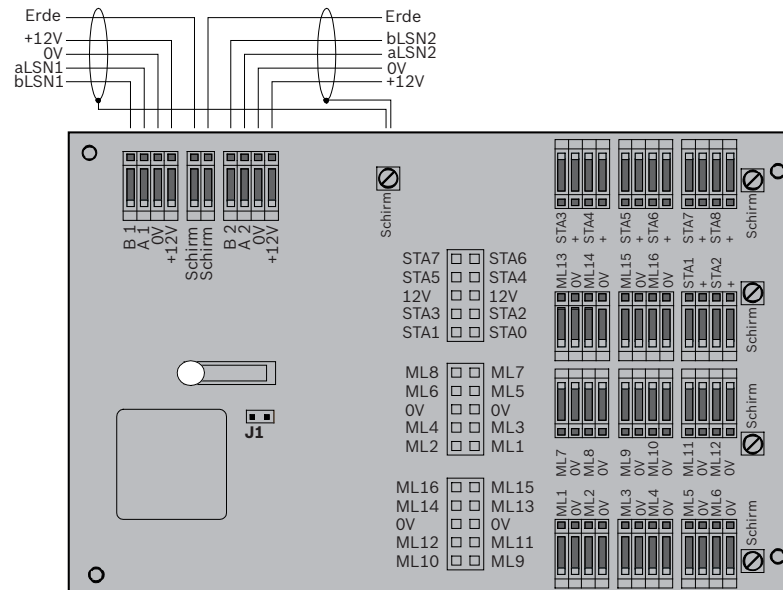 Erde
+12V
0V
aLSN1
bLSN1
Erde
bLSN2
aLSN2
0V
+12V
B 1
A 1
0V
+12V
Schirm
Schirm
B 2
A 2
0V
+12V
Schirm
STA3 + STA4 +
STA5 + STA6 +
STA7 + STA8 +
Schirm
ML13 0V ML14 0V
ML15 0V ML16 0V
STA1 + STA2 +
Schirm
STA7 STA6
STA5 STA4
12V 12V
STA3 STA2
STA1 STA0
ML8 ML7
ML6 ML5
0V 0V
ML4 ML3
ML2 ML1
J1
ML7 0V ML8 0V
ML9 0V ML10 0V
ML11 0V ML12 0V
Schirm
ML16 ML15
ML14 ML13
0V 0V
ML12 ML11
ML10 ML9
ML1 0V ML2 0V
ML3 0V ML4 0V
ML5 0V ML6 0V
Schirm